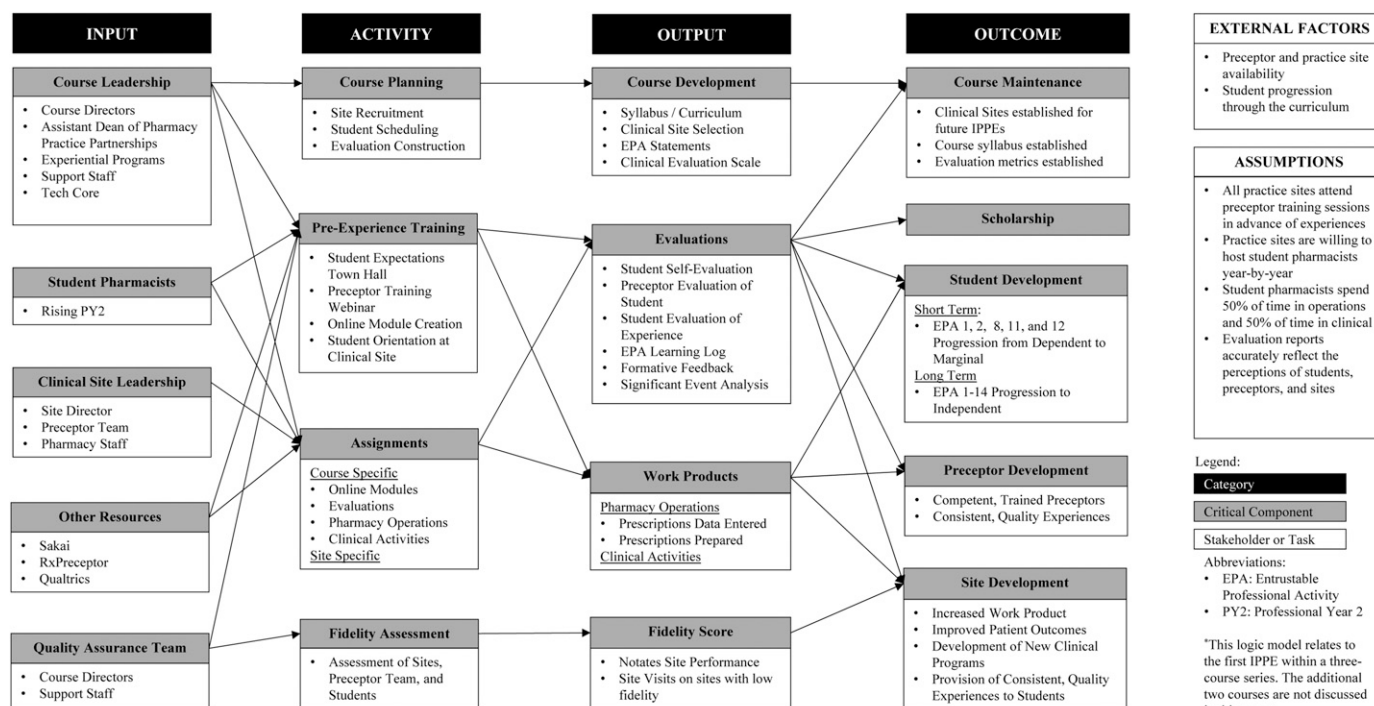 INPUT
Course Leadership
• Course Directors
• Assistant Dean of Pharmacy
Practice Partnerships
• Experiential Programs
• Support Staff
• Tech Core
Student Pharmacists
• Rising PY2
Clinical Site Leadership
• Site Director
• Preceptor Team
• Pharmacy Staff
Other Resources
• Sakai
• RxPreceptor
• Qualtrics
Quality Assurance Team
• Course Directors
• Support Staff
ACTIVITY
Course Planning
• Site Recruitment
• Student Scheduling
• Evaluation Construction
Pre-Experience Training
• Student Expectations
Town Hall
• Preceptor Training
Webinar
• Online Module Creation
• Student Orientation at
Clinical Site
Assignments
Course Specific
• Online Modules
• Evaluations
• Pharmacy Operations
• Clinical Activities
Site Specific
Fidelity Assessment
• Assessment of Sites,
Preceptor Team, and
Students
OUTPUT
Course Development
• Syllabus / Curriculum
• Clinical Site Selection
• EPA Statements
• Clinical Evaluation Scale
Evaluations
• Student Self-Evaluation
• Preceptor Evaluation of
Student
• Student Evaluation of
Experience
• EPA Learning Log
• Formative Feedback
• Significant Event Analysis
Work Products
Pharmacy Operations
• Prescriptions Data Entered
• Prescriptions Prepared
Clinical Activities
Fidelity Score
• Notates Site Performance
• Site Visits on sites with low
fidelity
OUTCOME
Course Maintenance
• Clinical Sites established for
future IPPEs
• Course syllabus established
• Evaluation metrics established
Scholarship
Student Development
Short Term:
• EPA 1, 2, 8, 11, and 12
Progression from Dependent to
Marginal
Long Term
• EPA 1-14 Progression to
Independent
Preceptor Development
• Competent, Trained Preceptors
• Consistent, Quality Experiences
Site Development
• Increased Work Product
• Improved Patient Outcomes
• Development of New Clinical
Programs
• Provision of Consistent, Quality
Experiences to Students
EXTERNAL FACTORS
• Preceptor and practice site
availability
• Student progression
through the curriculum
ASSUMPTIONS
• All practice sites attend
preceptor training sessions
in advance of experiences
• Practice sites are willing to
host student pharmacists
year-by-year
• Student pharmacists spend
50% of time in operations
and 50% of time in clinical
• Evaluation reports
accurately reflect the
perceptions of students,
preceptors, and sites
Legend:
Category
Critical Component
Stakeholder or Task
Abbreviations:
• EPA: Entrustable
Professional Activity
• PY2: Professional Year 2
*This logic model relates to
the first IPPE within a three-
course series. The additional
two courses are not discussed